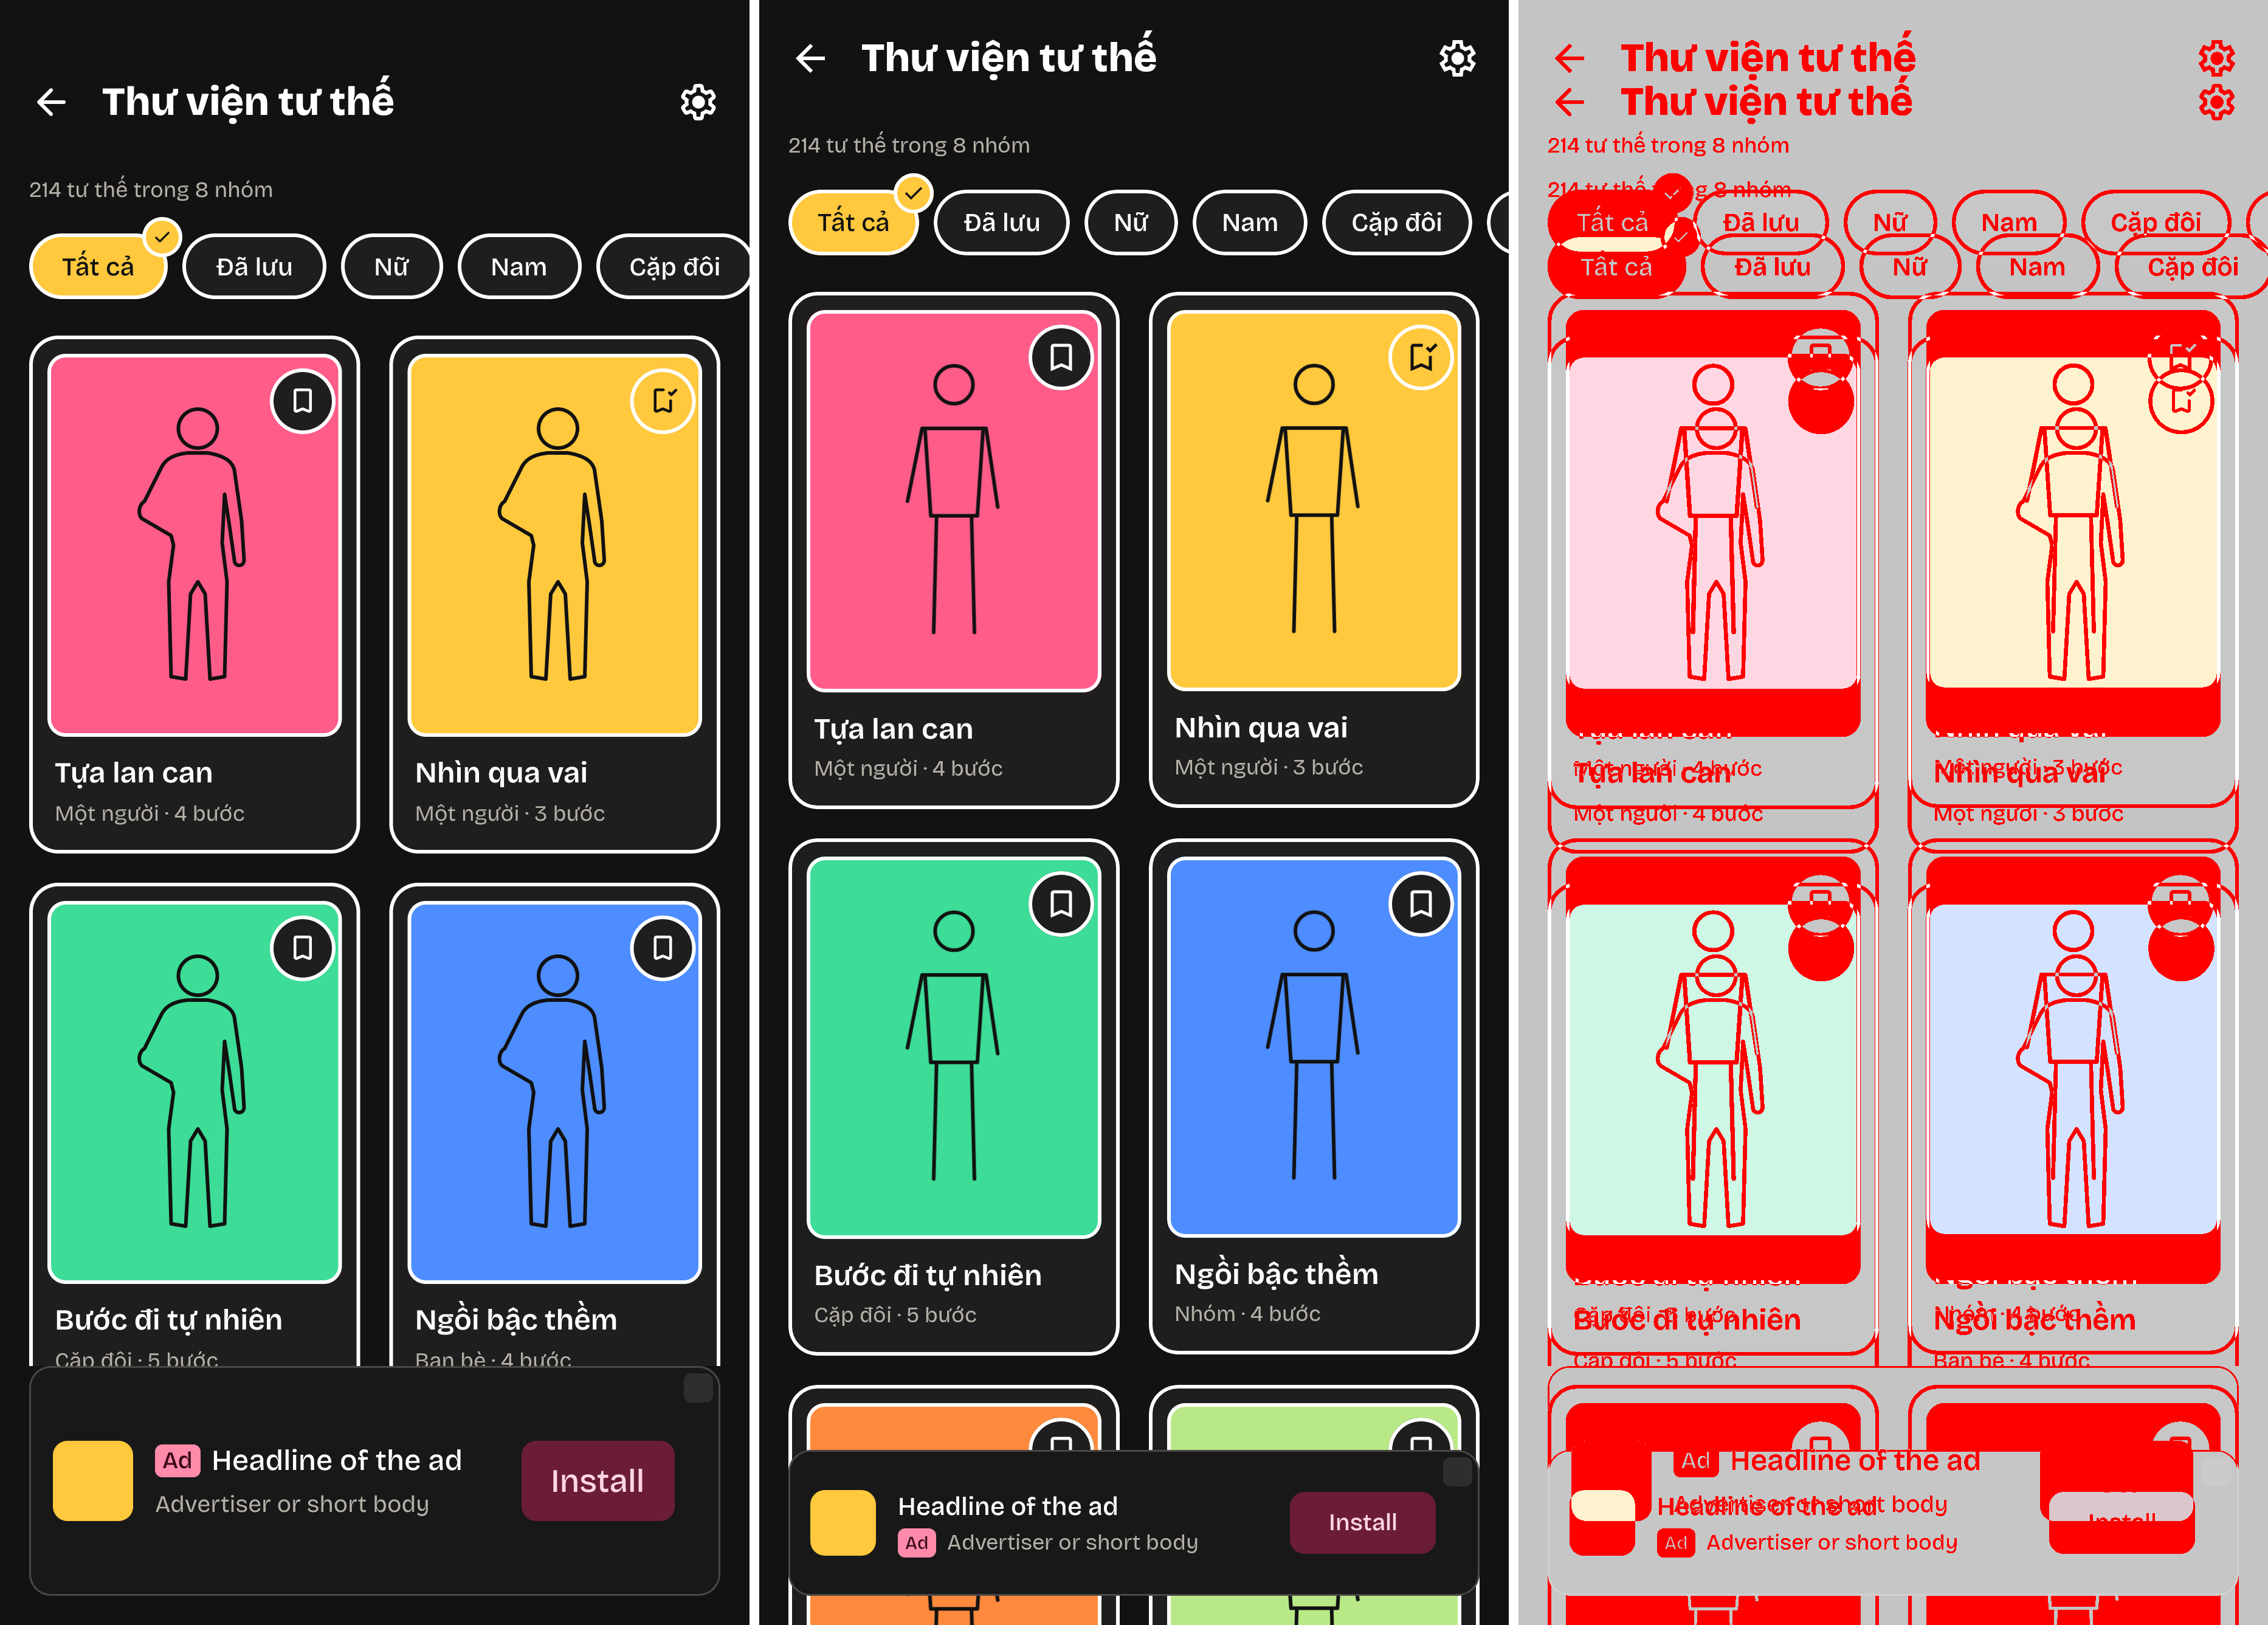 Thư viện tư thế
214 tư thế trong 8 nhóm
Tất cả
Đã lưu
Nữ
Nam
Cặp đôi
Tựa lan can
Một người · 4 bước
Nhìn qua vai
Một người · 3 bước
Bước đi tự nhiên
Cặp đôi · 5 bước
Ngồi bậc thềm
Bạn bè · 4 bước
Ad Headline of the ad
Advertiser or short body
Install
Thư viện tư thế
214 tư thế trong 8 nhóm
Tất cả
Đã lưu
Nữ
Nam
Cặp đôi
Tựa lan can
Một người · 4 bước
Nhìn qua vai
Một người · 3 bước
Bước đi tự nhiên
Cặp đôi · 5 bước
Ngồi bậc thềm
Nhóm · 4 bước
Headline of the ad
Ad Advertiser or short body
Install
Thư viện tư thế
Thư viện tư thế
214 tư thế trong 8 nhóm
Tất cả
Đã lưu
Nữ
Nam
Cặp đôi
Tất cả
Đã lưu
Nữ
Nam
Cặp đôi
Tựa lan can
Nhìn qua vai
Một người · 4 bước
Một người · 3 bước
Bước đi tự nhiên
Ngồi bậc thềm
Cặp đôi · 5 bước
Bạn bè · 4 bước
Ad Headline of the ad
Advertiser or short body
Headline of the ad
Ad Advertiser or short body